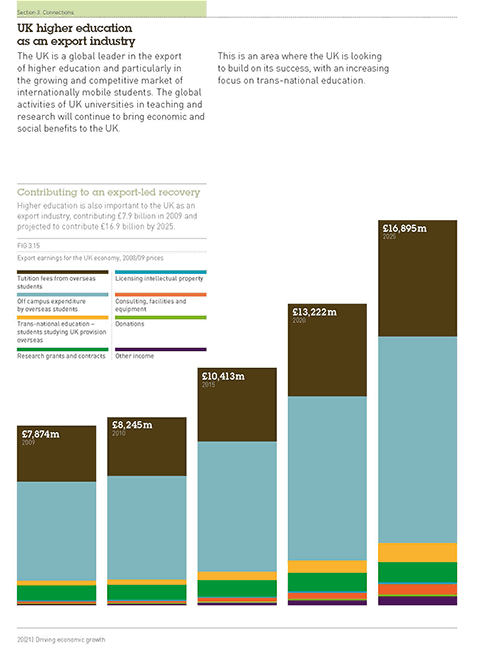 Section 3. Connections
UK higher education
as an export industry
The UK is a global leader in the export
of higher education and particularly in
the growing and competitive market of
internationally mobile students. The global
activities of UK universities in teaching and
research will continue to bring economic and
social benefits to the UK.
This is an area where the UK is looking
to build on its success, with an increasing
focus on trans-national education.
Contributing to an export-led recovery
Higher education is also important to the UK as an
export industry, contributing £7.9 billion in 2009 and
projected to contribute £16.9 billion by 2025.
FIG 3.15
Export earnings for the UK economy, 2008/09 prices
Tuition fees from overseas
students
Off campus expenditure
by overseas students
Trans-national education –
students studying UK provision
overseas
Research grants and contracts
Licensing intellectual property
Consulting, facilities and
equipment
Donations
Other income
£7,874m
2009
£8,245m
2010
£10,413m
2015
£13,222m
2020
£16,895m
2025
20|21 | Driving economic growth